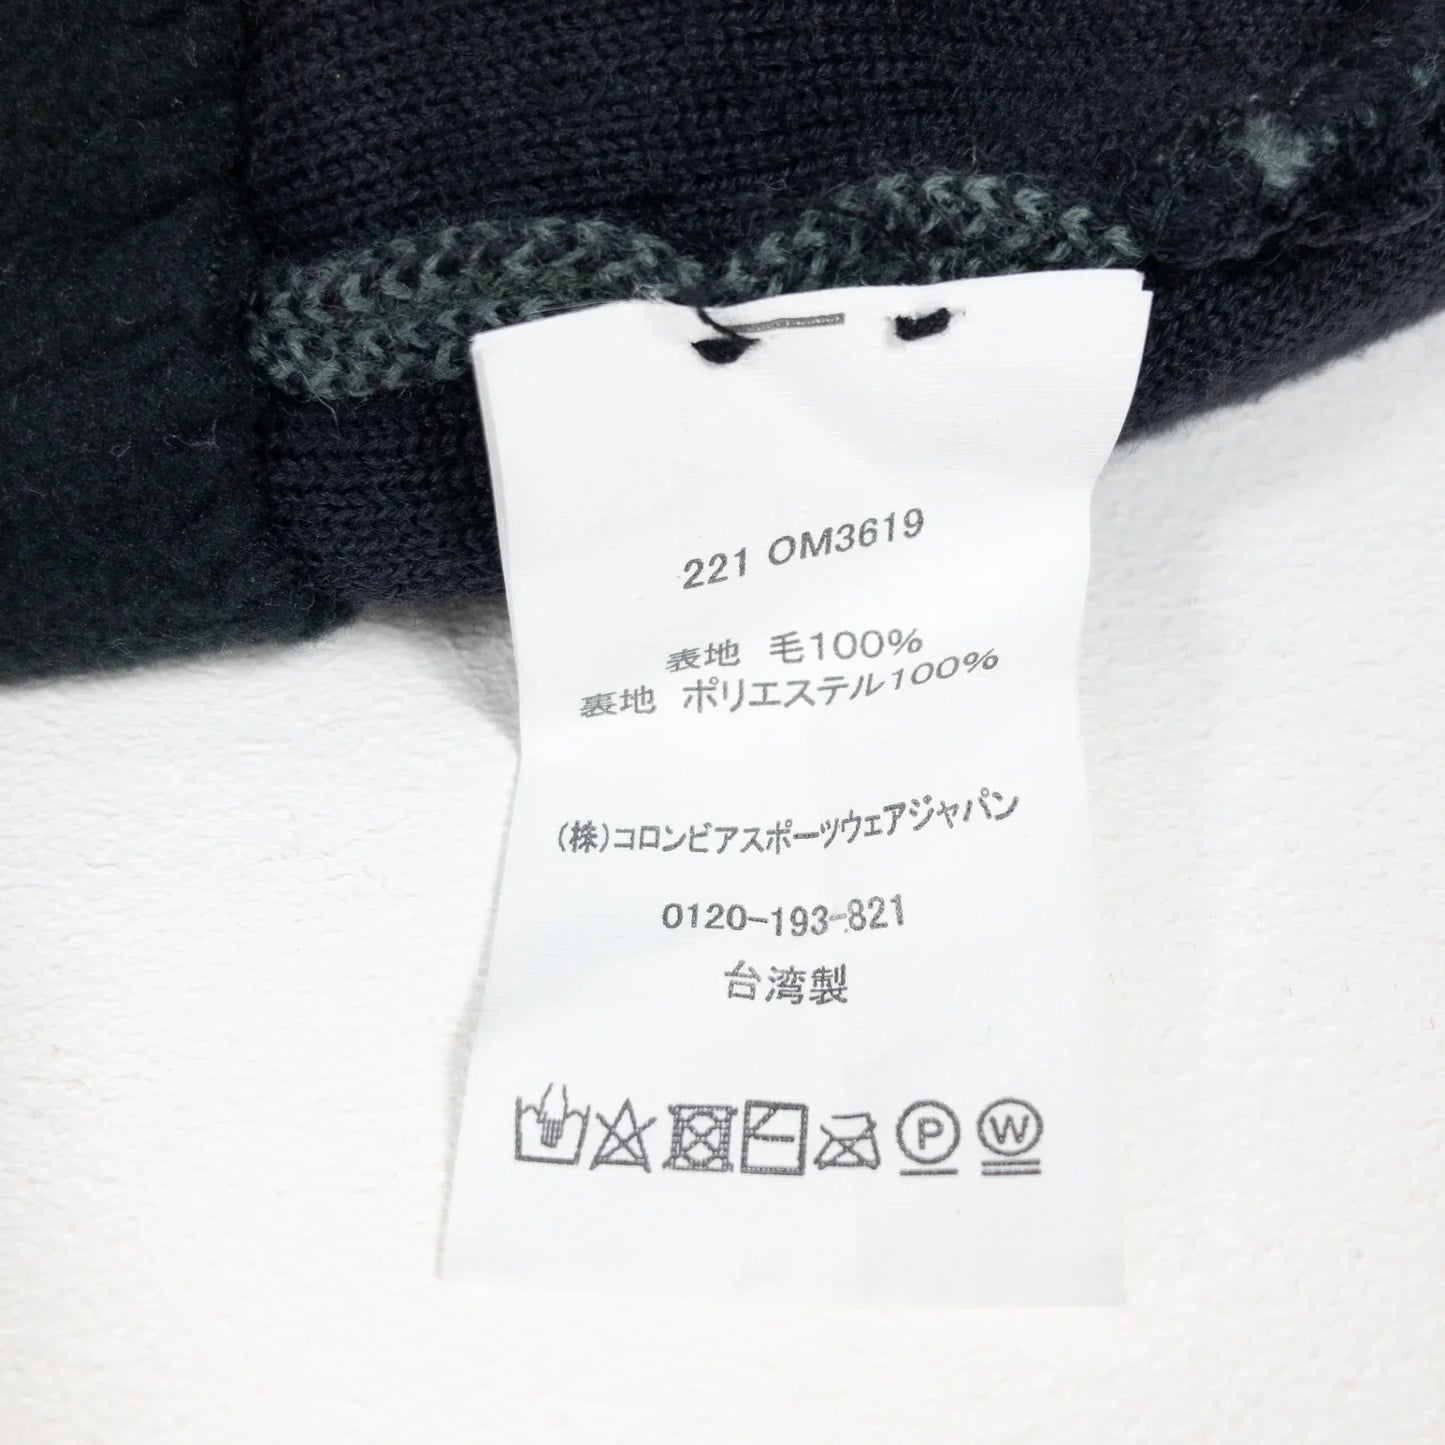 221 OM3619
表地 毛100%
裏地 ポリエステル100%
(株)コロンビアスポーツウェアジャパン
0120-193-821
台湾製
P W